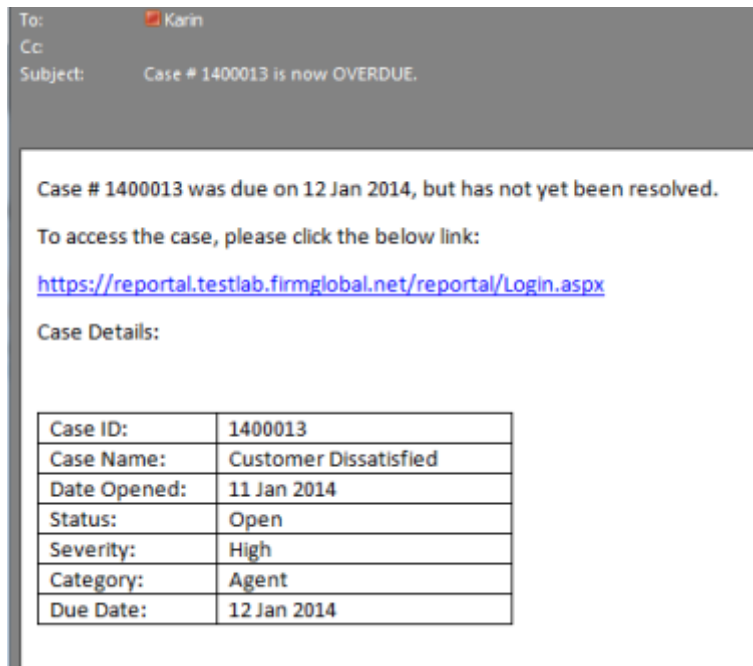 To: Karin
Cc:
Subject: Case # 1400013 is now OVERDUE.
Case # 1400013 was due on 12 Jan 2014, but has not yet been resolved.
To access the case, please click the below link:
https://reportal.testlab.firmglobal.net/reportal/Login.aspx
Case Details:
Case ID: 1400013
Case Name: Customer Dissatisfied
Date Opened: 11 Jan 2014
Status: Open
Severity: High
Category: Agent
Due Date: 12 Jan 2014